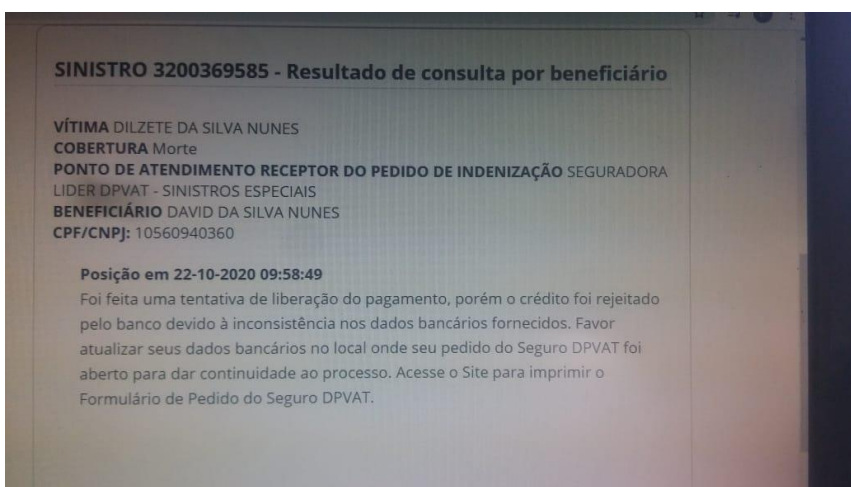 SINISTRO 3200369585 - Resultado de consulta por beneficiário
VÍTIMA DILZETE DA SILVA NUNES
COBERTURA Morte
PONTO DE ATENDIMENTO RECEPTOR DO PEDIDO DE INDENIZAÇÃO SEGURADORA
LIDER DPVAT - SINISTROS ESPECIAIS
BENEFICIÁRIO DAVID DA SILVA NUNES
CPF/CNPJ: 10560940360
Posição em 22-10-2020 09:58:49
Foi feita uma tentativa de liberação do pagamento, porém o crédito foi rejeitado
pelo banco devido à inconsistência nos dados bancários fornecidos. Favor
atualizar seus dados bancários no local onde seu pedido do Seguro DPVAT foi
aberto para dar continuidade ao processo. Acesse o Site para imprimir o
Formulário de Pedido do Seguro DPVAT.